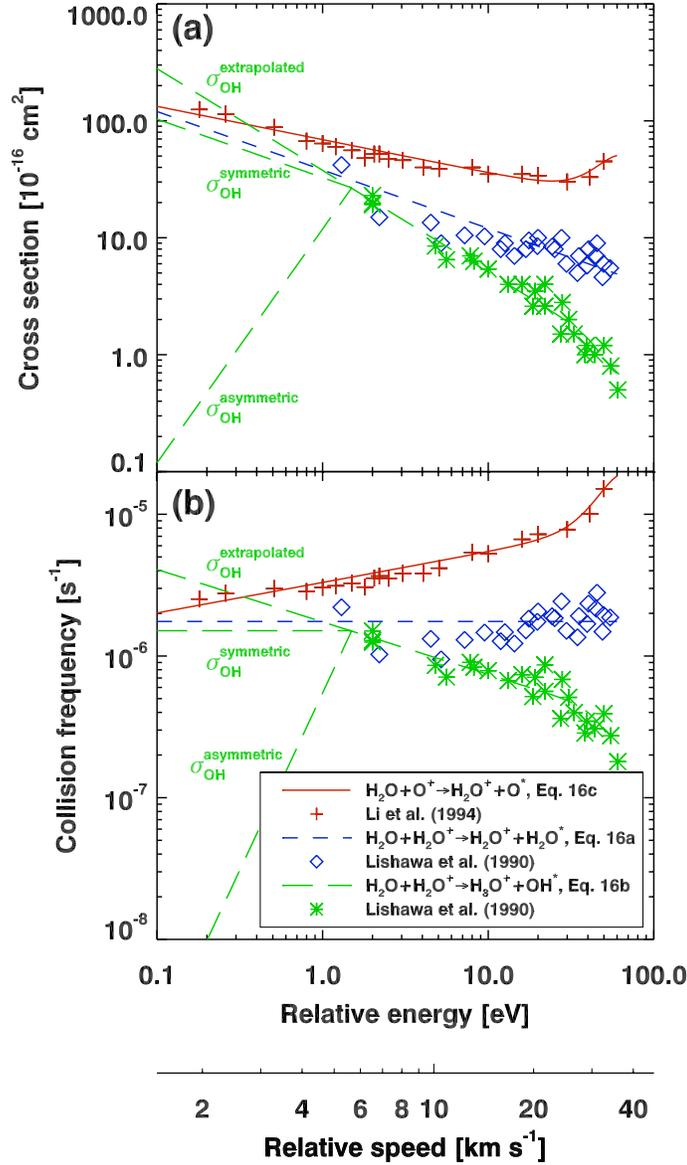 1000.0
(a)
σ_OH^extrapolated
100.0
σ_OH^symmetric
10.0
1.0
σ_OH^asymmetric
0.1
Cross section [10^-16 cm^2]
(b)
10^-5
σ_OH^extrapolated
10^-6
σ_OH^symmetric
σ_OH^asymmetric
10^-7
10^-8
Collision frequency [s^-1]
H₂O+O⁺→H₂O⁺+O*, Eq. 16c
Li et al. (1994)
H₂O+H₂O⁺→H₂O⁺+H₂O*, Eq. 16a
Lishawa et al. (1990)
H₂O+H₂O⁺→H₃O⁺+OH*, Eq. 16b
Lishawa et al. (1990)
0.1 1.0 10.0 100.0
Relative energy [eV]
2 4 6 8 10 20 40
Relative speed [km s^-1]